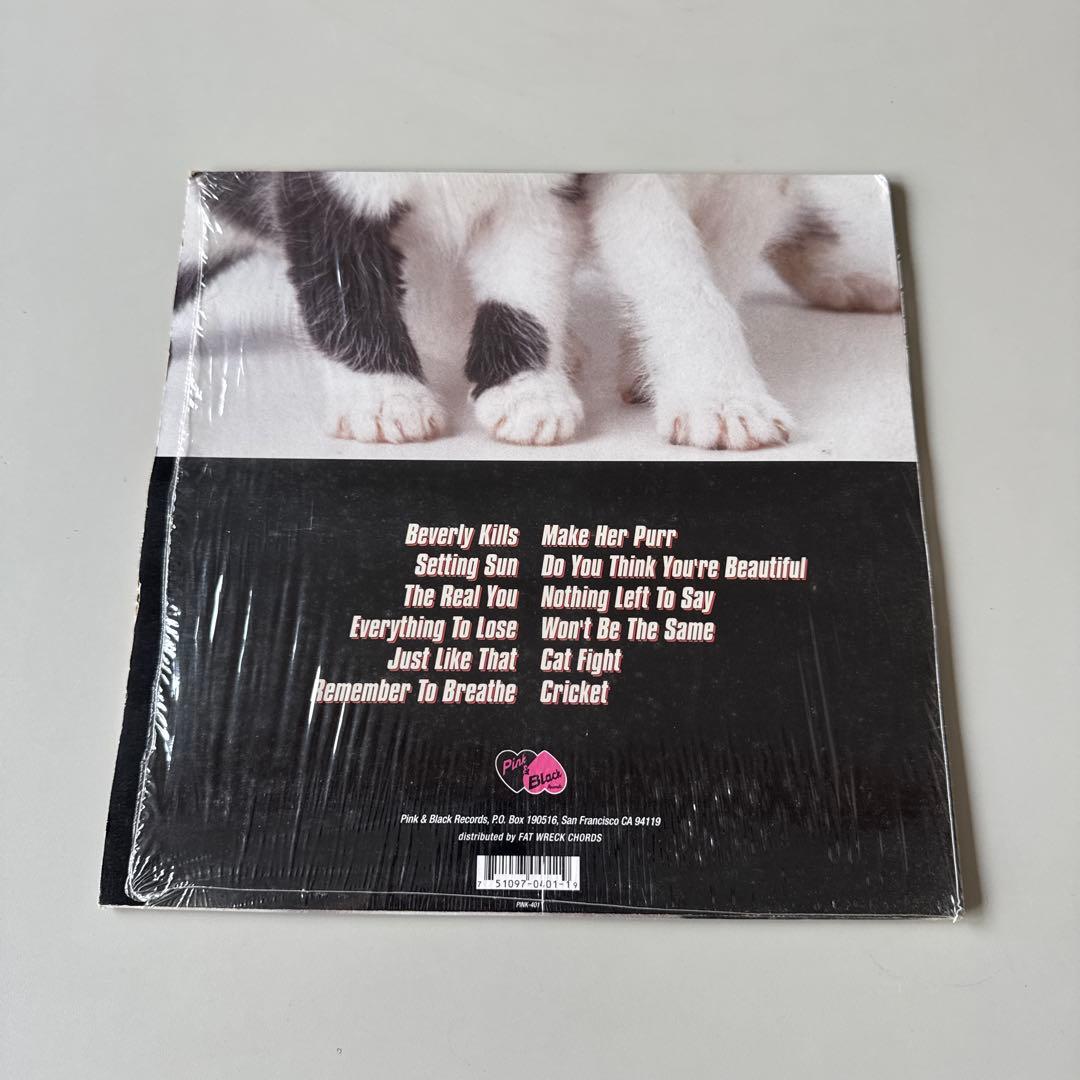 Beverly Kills
Setting Sun
The Real You
Everything To Lose
Just Like That
Remember To Breathe
Make Her Purr
Do You Think You're Beautiful
Nothing Left To Say
Won't Be The Same
Cat Fight
Cricket
Pink
&
Black
Pink & Black Records, P.O. Box 190516, San Francisco CA 94119
distributed by FAT WRECK CHORDS
7 51097-0401-1 9
PINK-401